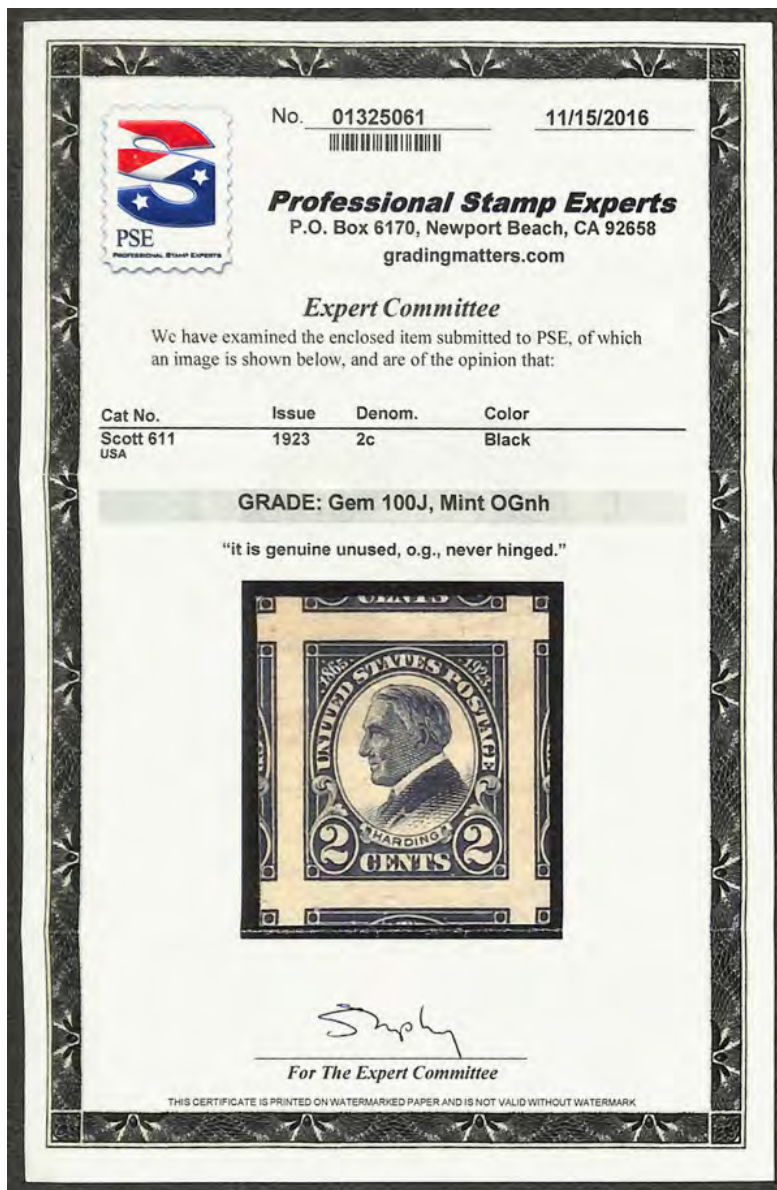 No. 01325061 11/15/2016
PSE
PROFESSIONAL STAMP EXPERTS
Professional Stamp Experts
P.O. Box 6170, Newport Beach, CA 92658
gradingmatters.com
Expert Committee
We have examined the enclosed item submitted to PSE, of which
an image is shown below, and are of the opinion that:
Cat No. Issue Denom. Color
Scott 611 1923 2c Black
USA
GRADE: Gem 100J, Mint OGnh
“it is genuine unused, o.g., never hinged.”
CENTS
1865 1923
UNITED STATES POSTAGE
HARDING
2 CENTS 2
For The Expert Committee
THIS CERTIFICATE IS PRINTED ON WATERMARKED PAPER AND IS NOT VALID WITHOUT WATERMARK